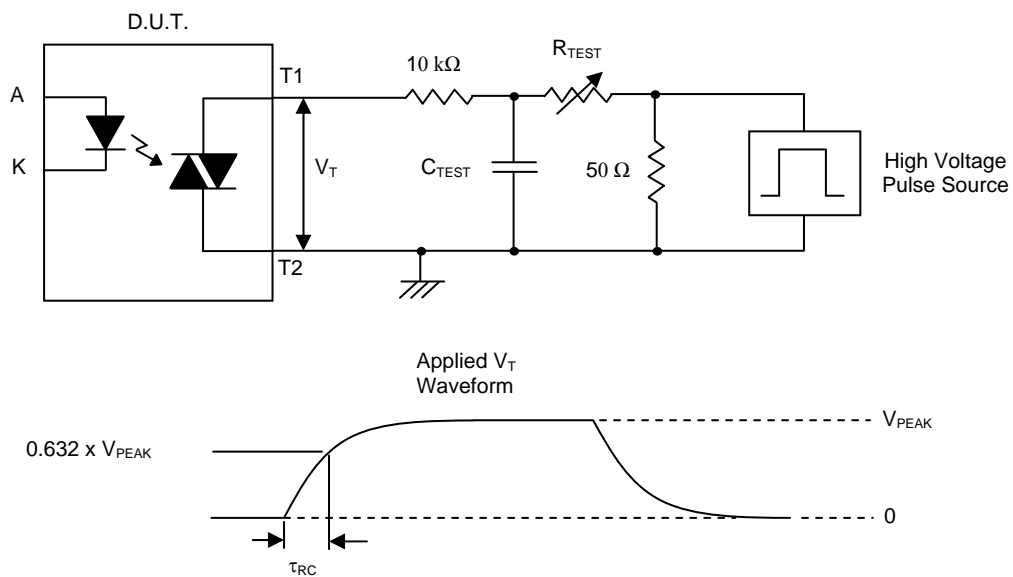 D.U.T.
A
K
T1
T2
V_T
10 kΩ
C_TEST
R_TEST
50 Ω
High Voltage
Pulse Source
Applied V_T
Waveform
V_PEAK
0.632 x V_PEAK
0
τ_RC